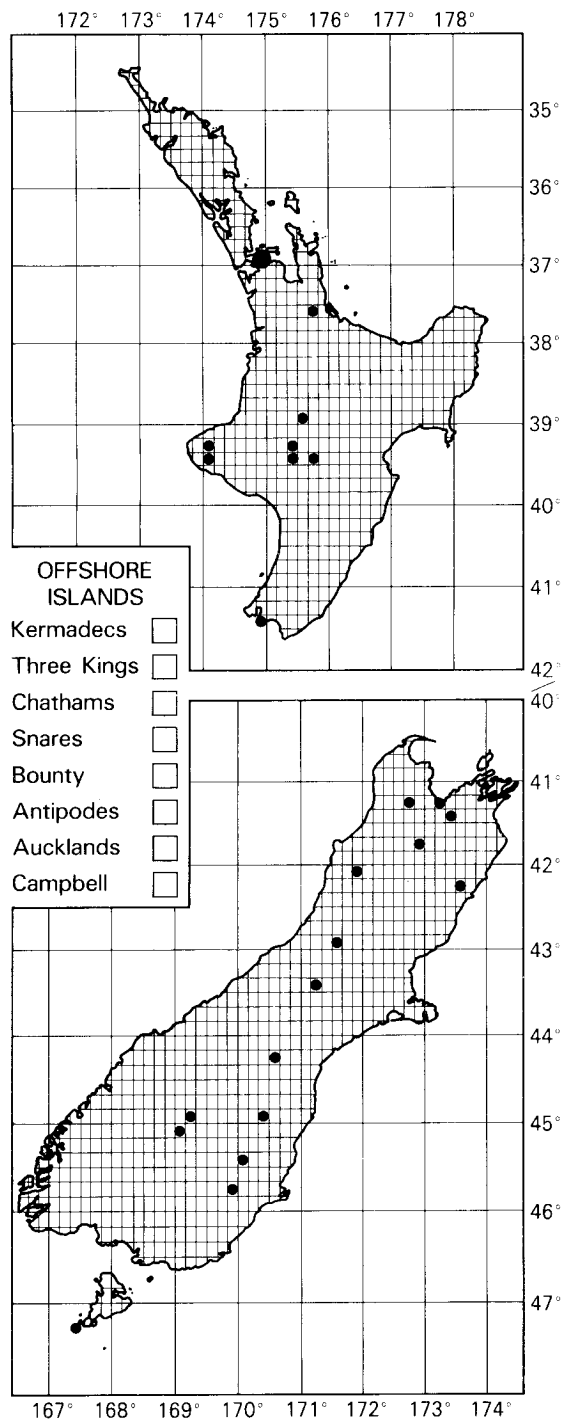 172° 173° 174° 175° 176° 177° 178°
35°
36°
37°
38°
39°
40°
41°
42°
OFFSHORE
ISLANDS
Kermadecs
Three Kings
Chathams
Snares
Bounty
Antipodes
Aucklands
Campbell
40°
41°
42°
43°
44°
45°
46°
47°
167° 168° 169° 170° 171° 172° 173° 174°